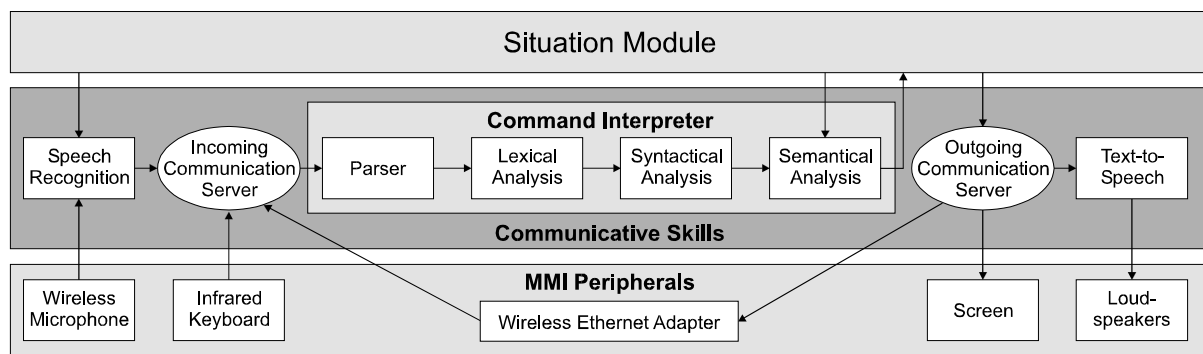 Situation Module
Command Interpreter
Speech
Recognition
Incoming
Communication
Server
Parser
Lexical
Analysis
Syntactical
Analysis
Semantical
Analysis
Outgoing
Communication
Server
Text-to-
Speech
Communicative Skills
MMI Peripherals
Wireless
Microphone
Infrared
Keyboard
Wireless Ethernet Adapter
Screen
Loud-
speakers